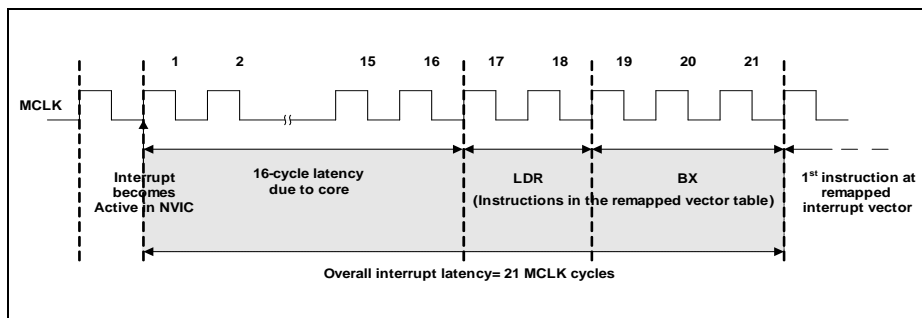 1 2 15 16 17 18 19 20 21
MCLK
Interrupt
becomes
Active in NVIC
16-cycle latency
due to core
LDR
BX
(Instructions in the remapped vector table)
1st instruction at
remapped
interrupt vector
Overall interrupt latency= 21 MCLK cycles